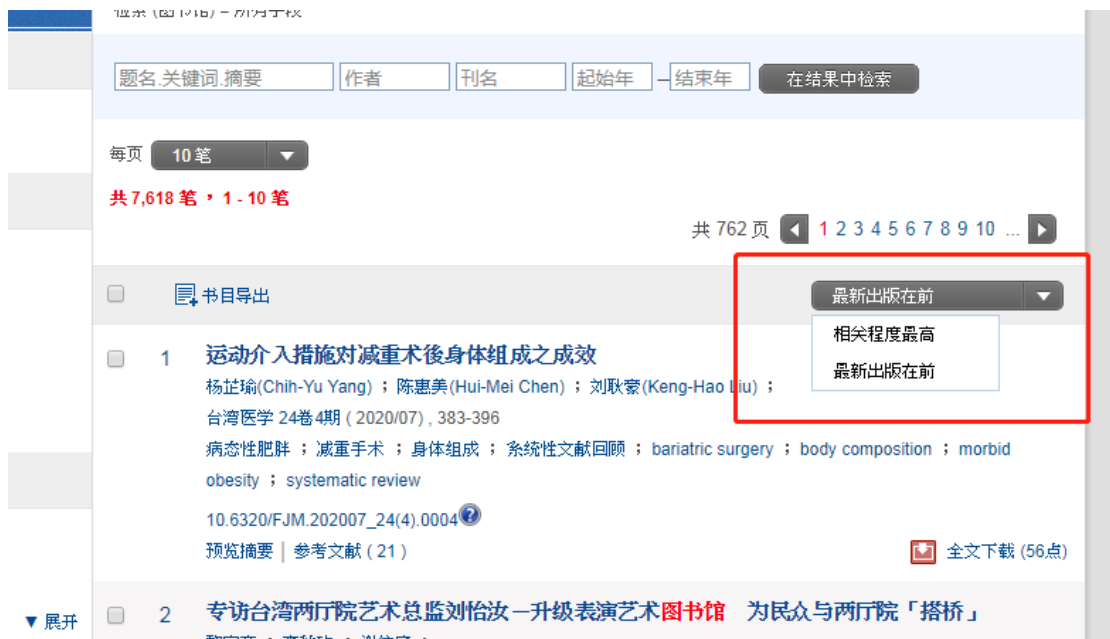 检索 (图书馆) = 所有字段
题名.关键词.摘要 作者 刊名 起始年 — 结束年 在结果中检索
每页 10 笔
共 7,618 笔 , 1 - 10 笔
共 762 页 1 2 3 4 5 6 7 8 9 10 ...
书目导出 最新出版在前
相关程度最高
最新出版在前
1 运动介入措施对减重术後身体组成之成效
杨芷瑜(Chih-Yu Yang) ; 陈惠美(Hui-Mei Chen) ; 刘耿豪(Keng-Hao Liu) ;
台湾医学 24卷4期 ( 2020/07) , 383-396
病态性肥胖 ; 减重手术 ; 身体组成 ; 系统性文献回顾 ; bariatric surgery ; body composition ; morbid
obesity ; systematic review
10.6320/FJM.202007_24(4).0004
预览摘要 | 参考文献 ( 21 ) 全文下载 (56点)
▼ 展开 2 专访台湾两厅院艺术总监刘怡汝－升级表演艺术图书馆 为民众与两厅院「搭桥」